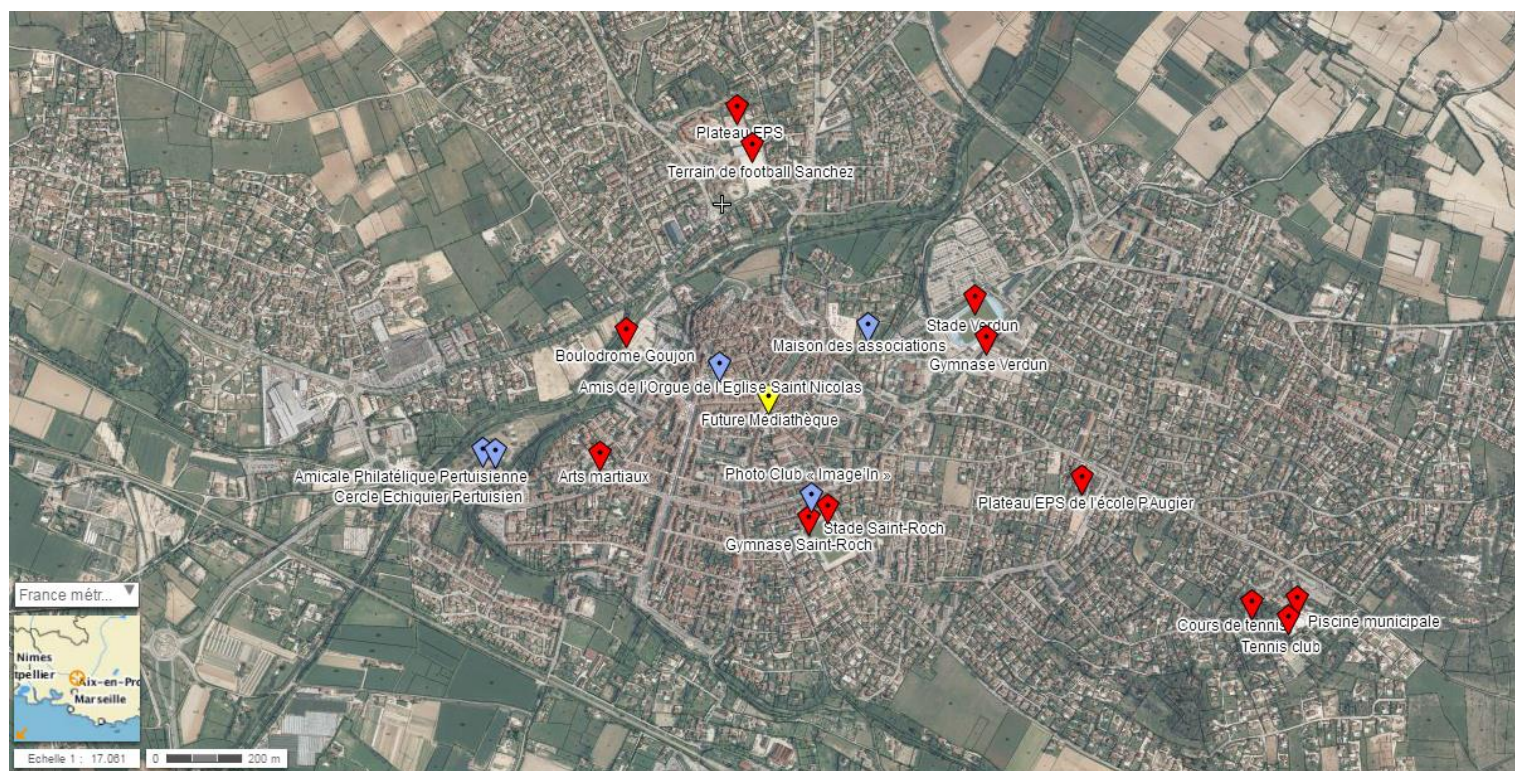 Plateau EPS
Terrain de football Sanchez
Stade Verdun
Maison des associations
Boulodrome Goujon
Gymnase Verdun
Amis de l'Orgue de l'Eglise Saint Nicolas
Future Médiathèque
Amicale Philatélique Pertuisienne
Arts martiaux
Photo Club « Image'In »
Cercle Echiquier Pertuisien
Plateau EPS de l'école P.Augier
Stade Saint-Roch
Gymnase Saint-Roch
France métr...
Cours de tennis
Piscine municipale
Tennis club
Nimes
tpellier
Aix-en-Pro
Marseille
Echelle 1 : 17.061
0 200 m